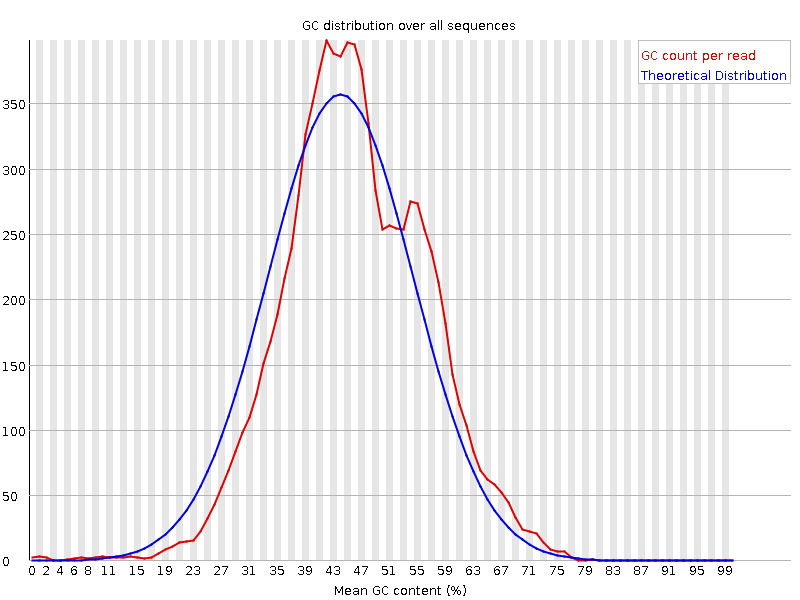 GC distribution over all sequences
GC count per read
Theoretical Distribution
350
300
250
200
150
100
50
0
0 2 4 6 8 11 15 19 23 27 31 35 39 43 47 51 55 59 63 67 71 75 79 83 87 91 95 99
Mean GC content (%)